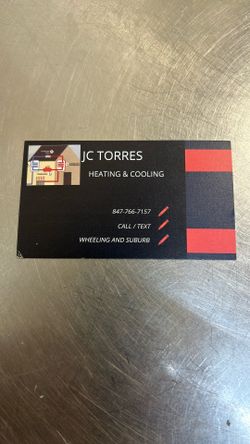 JC TORRES
HEATING & COOLING
847-766-7157
CALL / TEXT
WHEELING AND SUBURB